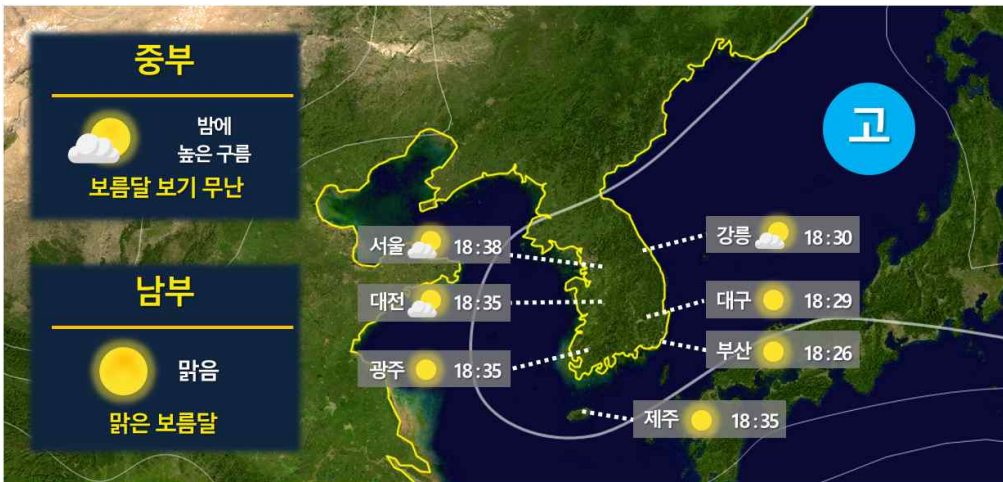 중부
밤에
높은 구름
보름달 보기 무난
남부
맑음
맑은 보름달
고
서울 18:38
강릉 18:30
대전 18:35
대구 18:29
광주 18:35
부산 18:26
제주 18:35